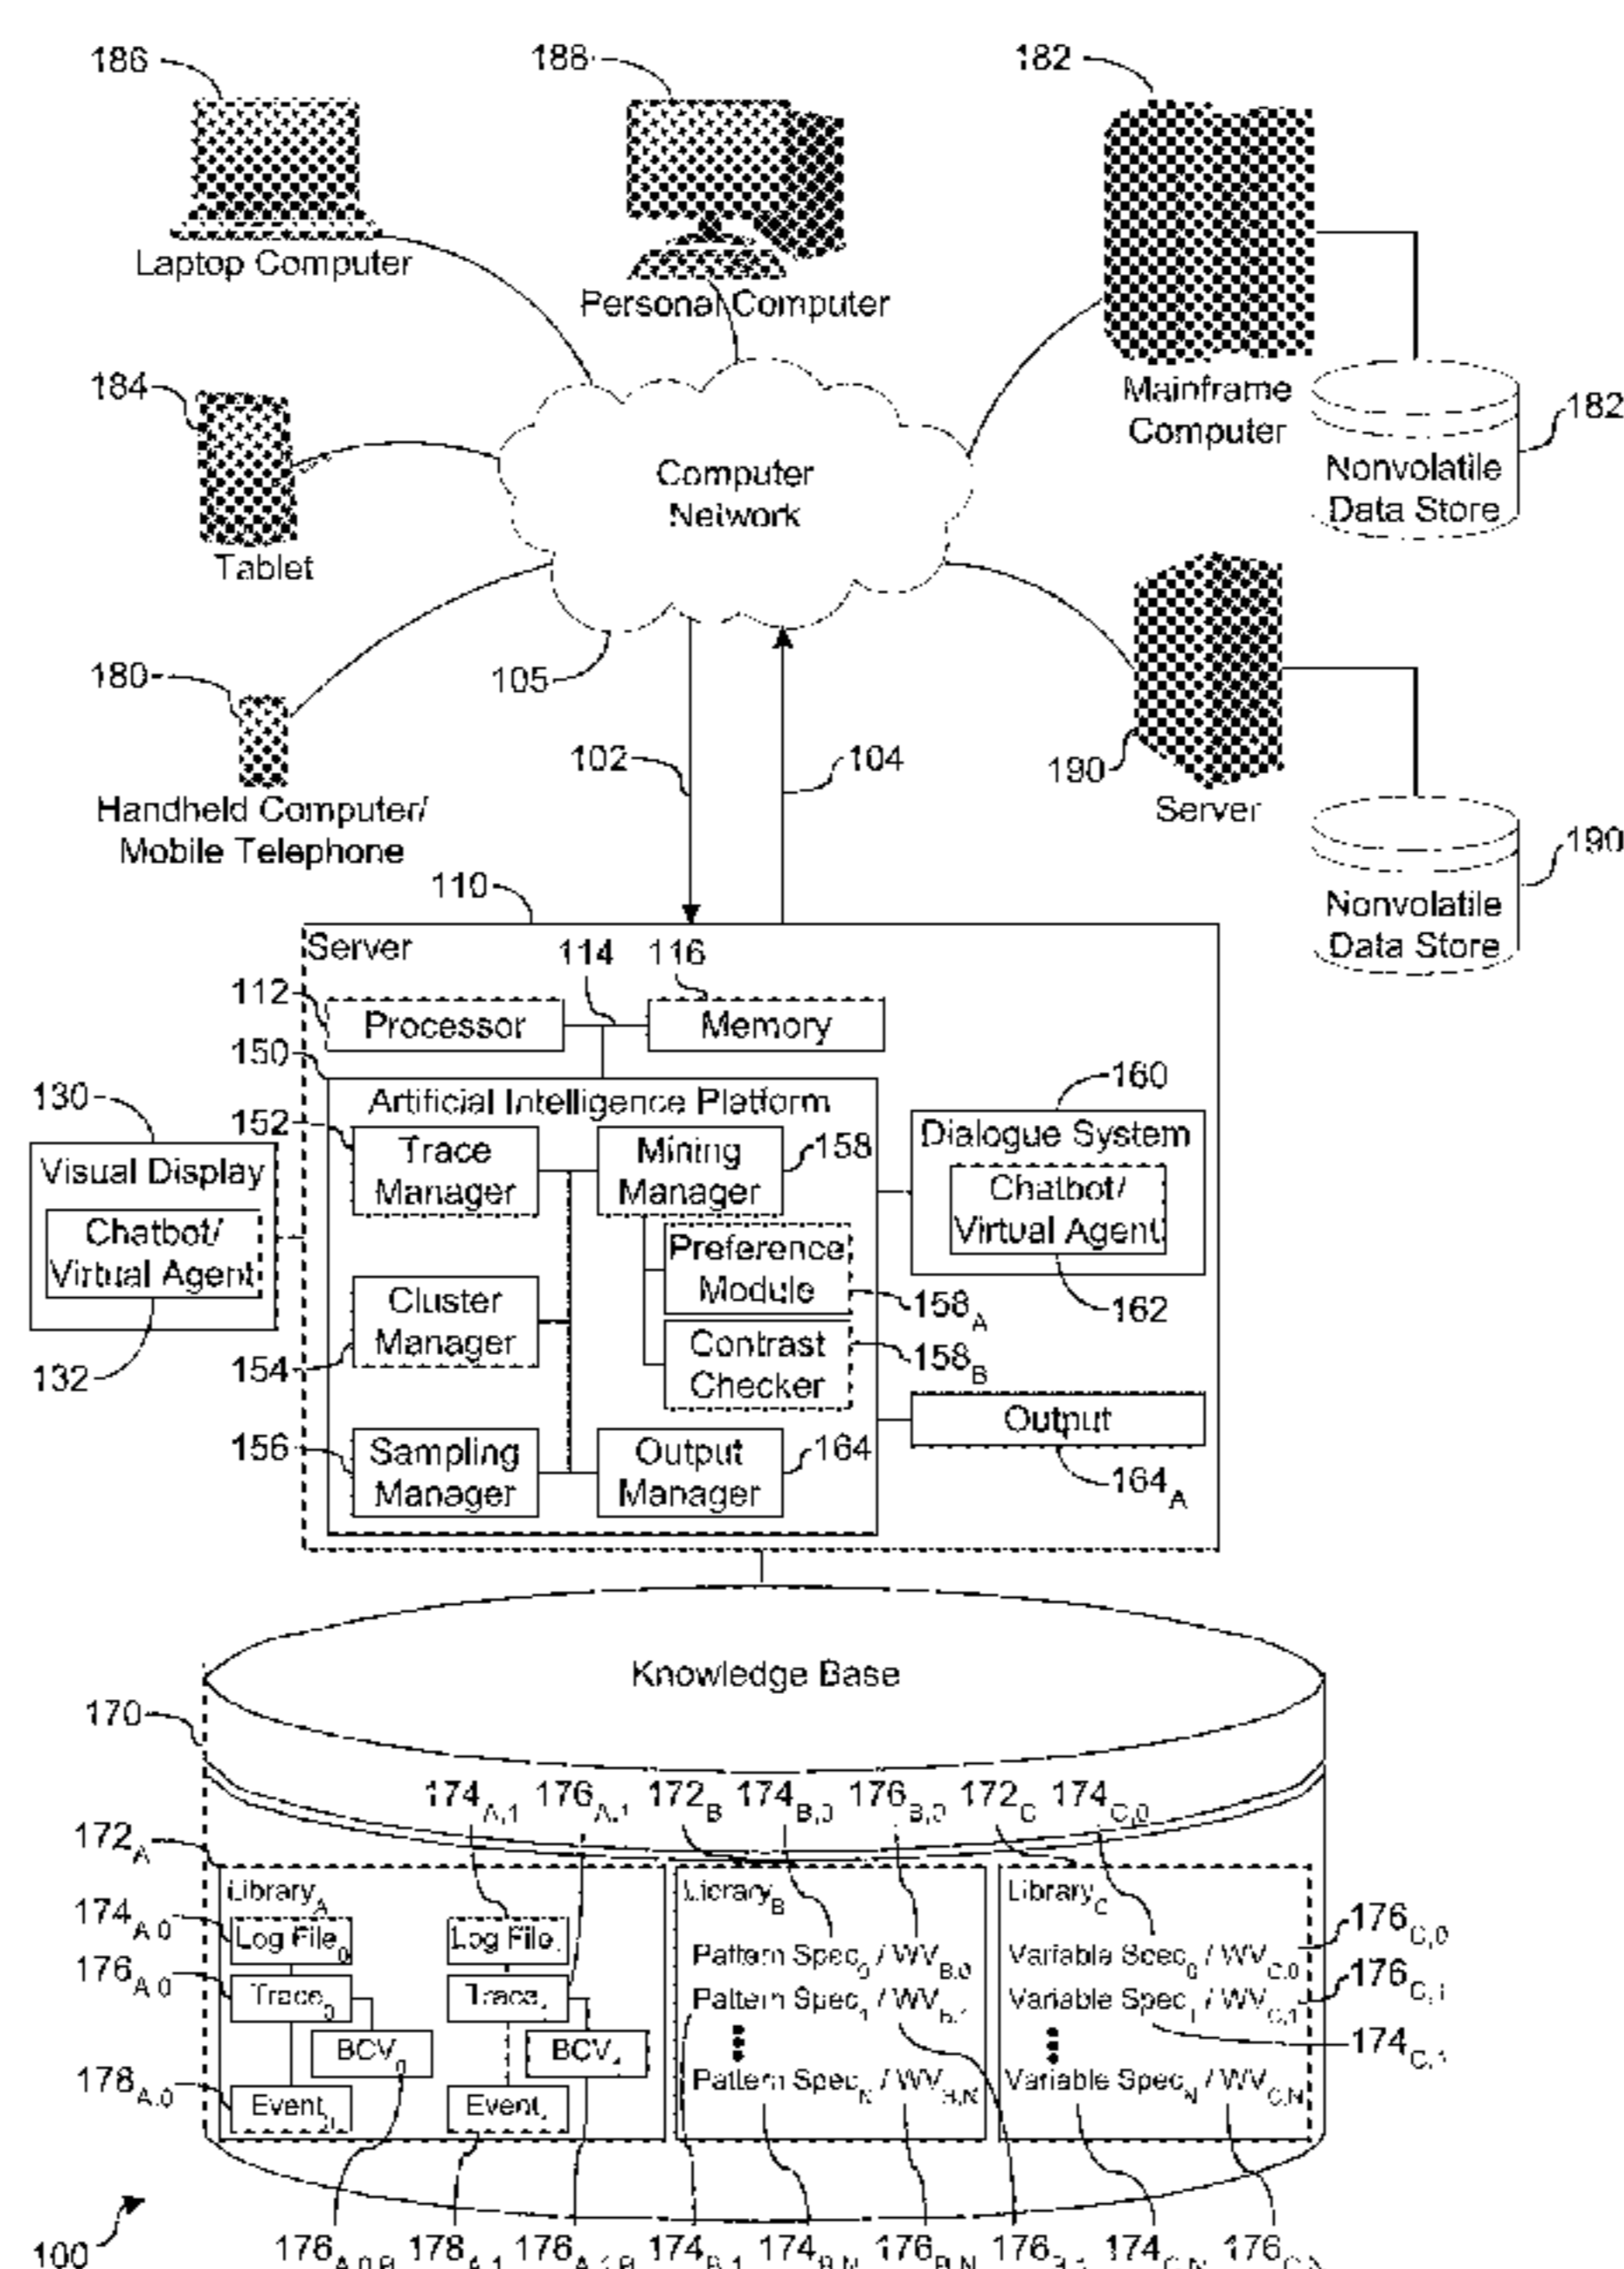 186
188
182
Laptop Computer
Personal Computer
Mainframe
Computer
184
182
Computer
Network
Nonvolatile
Data Store
Tablet
180
105
102
104
190
Server
190
Handheld Computer/
Mobile Telephone
Nonvolatile
Data Store
110
Server
114
116
112
Processor
Memory
150
Artificial Intelligence Platform
160
130
152
Trace
Manager
Mining
Manager
158
Dialogue System
Visual Display
Chatbot/
Virtual Agent
Chatbot/
Virtual Agent
Preference
Module
158A
162
Cluster
Manager
154
132
Contrast
Checker
158B
Output
156
Sampling
Manager
Output
Manager
164
164A
Knowledge Base
170
174A,1 176A,1 172B 174B,0 176B,0 172C 174C,0
172A
LibraryA
LibraryB
LibraryC
174A,0
Log File0
Log File1
Pattern Spec0 / WVB,0
Variable Spec0 / WVC,0
176C,0
176A,0
Trace0
Trace1
Pattern Spec1 / WVB,1
Variable Spec1 / WVC,1
176C,1
BCV0
BCV1
174C,1
178A,0
Event0
Event1
Pattern SpecN / WVB,N
Variable SpecN / WVC,N
100
178A,1 174B,1 174B,N 176B,N 176B,1 174C,N